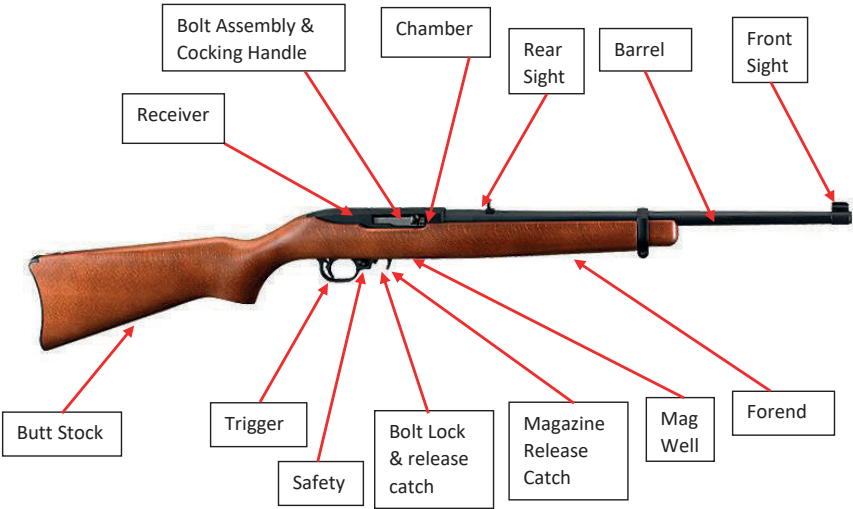 Bolt Assembly &
Cocking Handle
Chamber
Rear
Sight
Barrel
Front
Sight
Receiver
Butt Stock
Trigger
Safety
Bolt Lock
& release
catch
Magazine
Release
Catch
Mag
Well
Forend